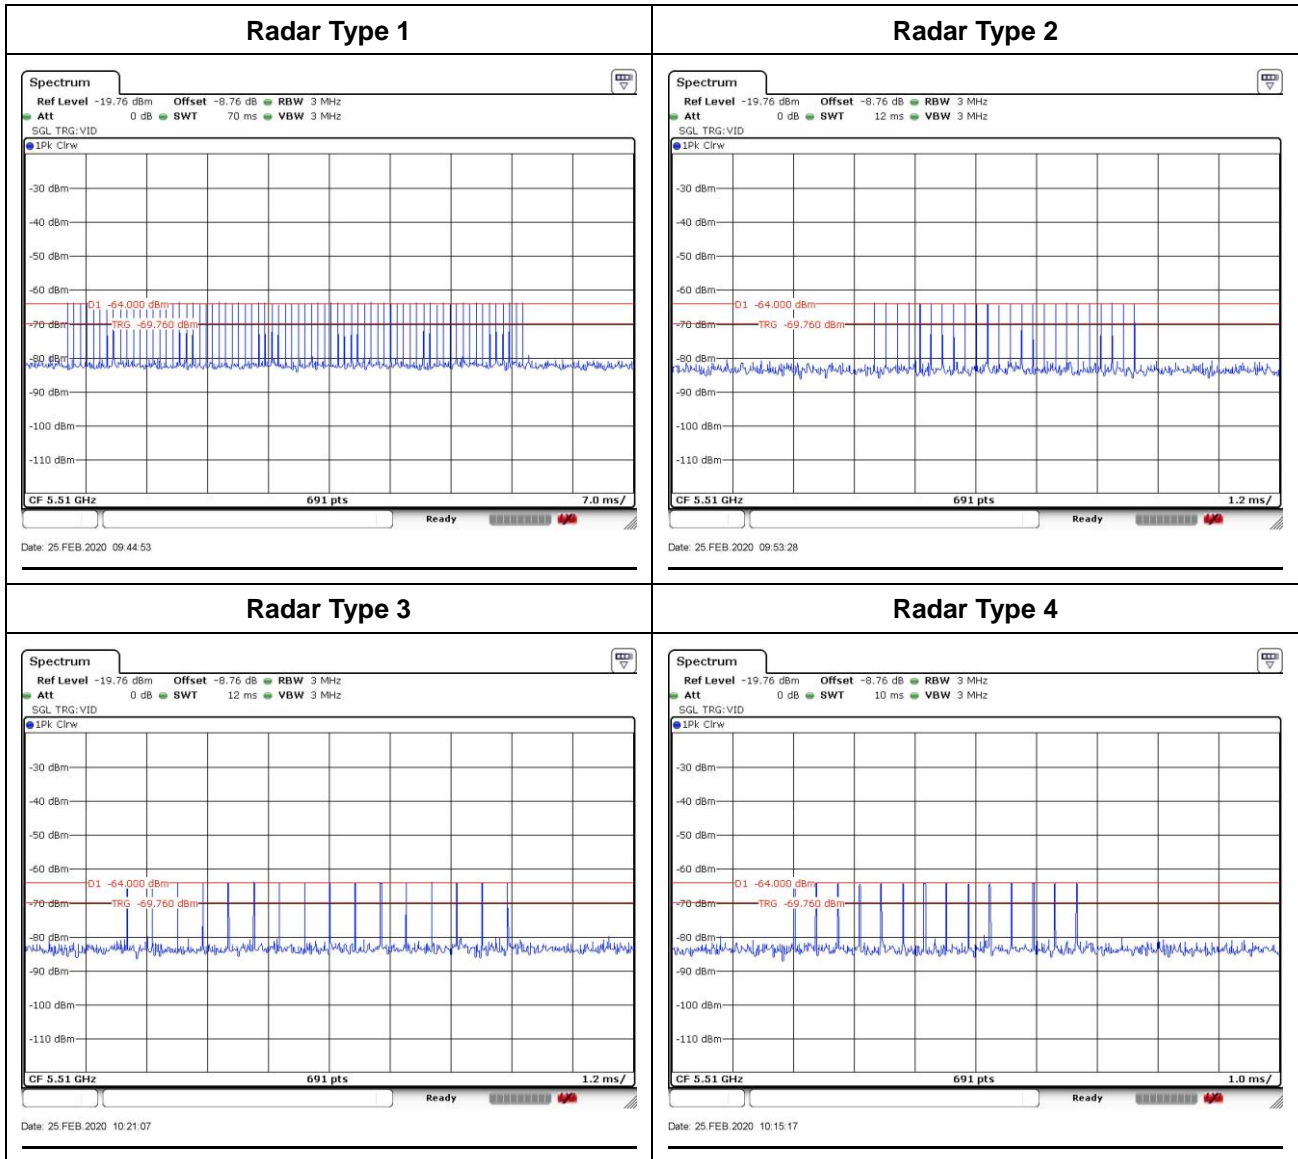 Radar Type 1
Spectrum
Ref Level -19.76 dBm Offset -8.76 dB RBW 3 MHz
Att 0 dB SWT 70 ms VBW 3 MHz
SGL TRG:VID
1Pk Clrw
-30 dBm
-40 dBm
-50 dBm
-60 dBm
D1 -64.000 dBm
-70 dBm
TRG -69.760 dBm
-80 dBm
-90 dBm
-100 dBm
-110 dBm
CF 5.51 GHz 691 pts 7.0 ms/
Ready
Date: 25.FEB.2020 09:44:53
Radar Type 2
Spectrum
Ref Level -19.76 dBm Offset -8.76 dB RBW 3 MHz
Att 0 dB SWT 12 ms VBW 3 MHz
SGL TRG:VID
1Pk Clrw
-30 dBm
-40 dBm
-50 dBm
-60 dBm
D1 -64.000 dBm
-70 dBm
TRG -69.760 dBm
-80 dBm
-90 dBm
-100 dBm
-110 dBm
CF 5.51 GHz 691 pts 1.2 ms/
Ready
Date: 25.FEB.2020 09:53:28
Radar Type 3
Spectrum
Ref Level -19.76 dBm Offset -8.76 dB RBW 3 MHz
Att 0 dB SWT 12 ms VBW 3 MHz
SGL TRG:VID
1Pk Clrw
-30 dBm
-40 dBm
-50 dBm
-60 dBm
D1 -64.000 dBm
-70 dBm
TRG -69.760 dBm
-80 dBm
-90 dBm
-100 dBm
-110 dBm
CF 5.51 GHz 691 pts 1.2 ms/
Ready
Date: 25.FEB.2020 10:21:07
Radar Type 4
Spectrum
Ref Level -19.76 dBm Offset -8.76 dB RBW 3 MHz
Att 0 dB SWT 10 ms VBW 3 MHz
SGL TRG:VID
1Pk Clrw
-30 dBm
-40 dBm
-50 dBm
-60 dBm
D1 -64.000 dBm
-70 dBm
TRG -69.760 dBm
-80 dBm
-90 dBm
-100 dBm
-110 dBm
CF 5.51 GHz 691 pts 1.0 ms/
Ready
Date: 25.FEB.2020 10:15:17